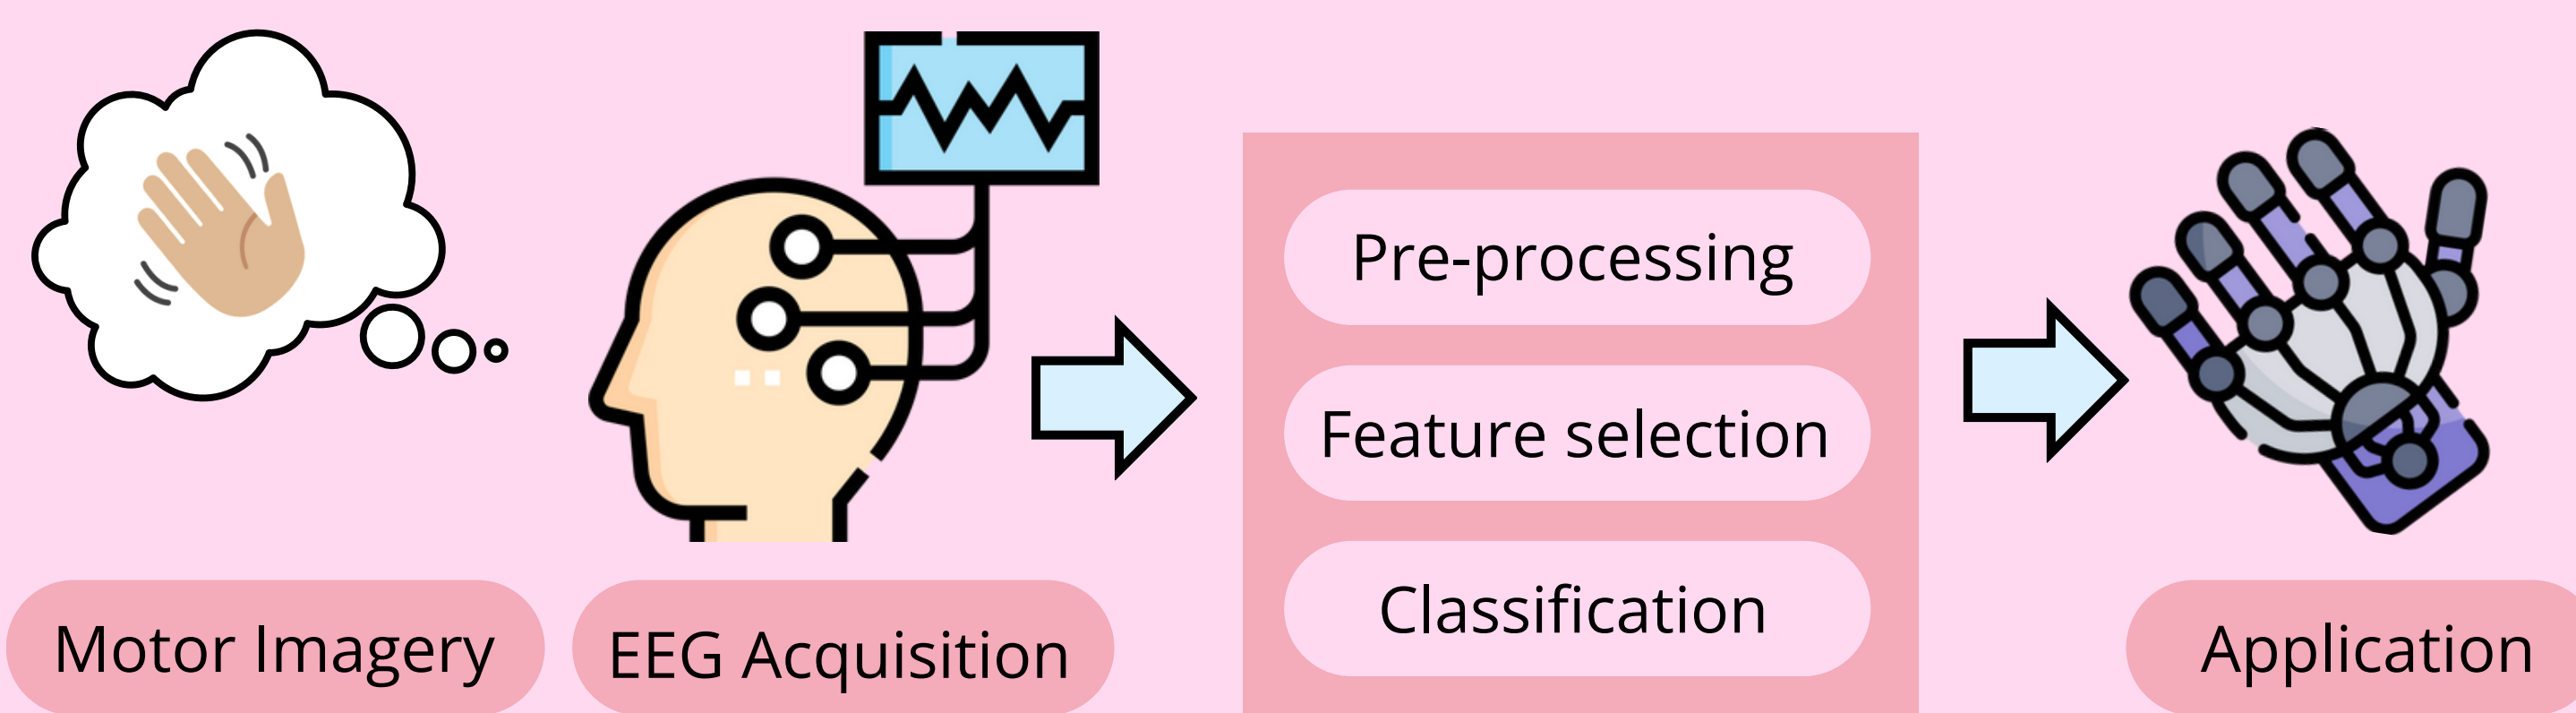 Motor Imagery
EEG Acquisition
Pre-processing
Feature selection
Classification
Application